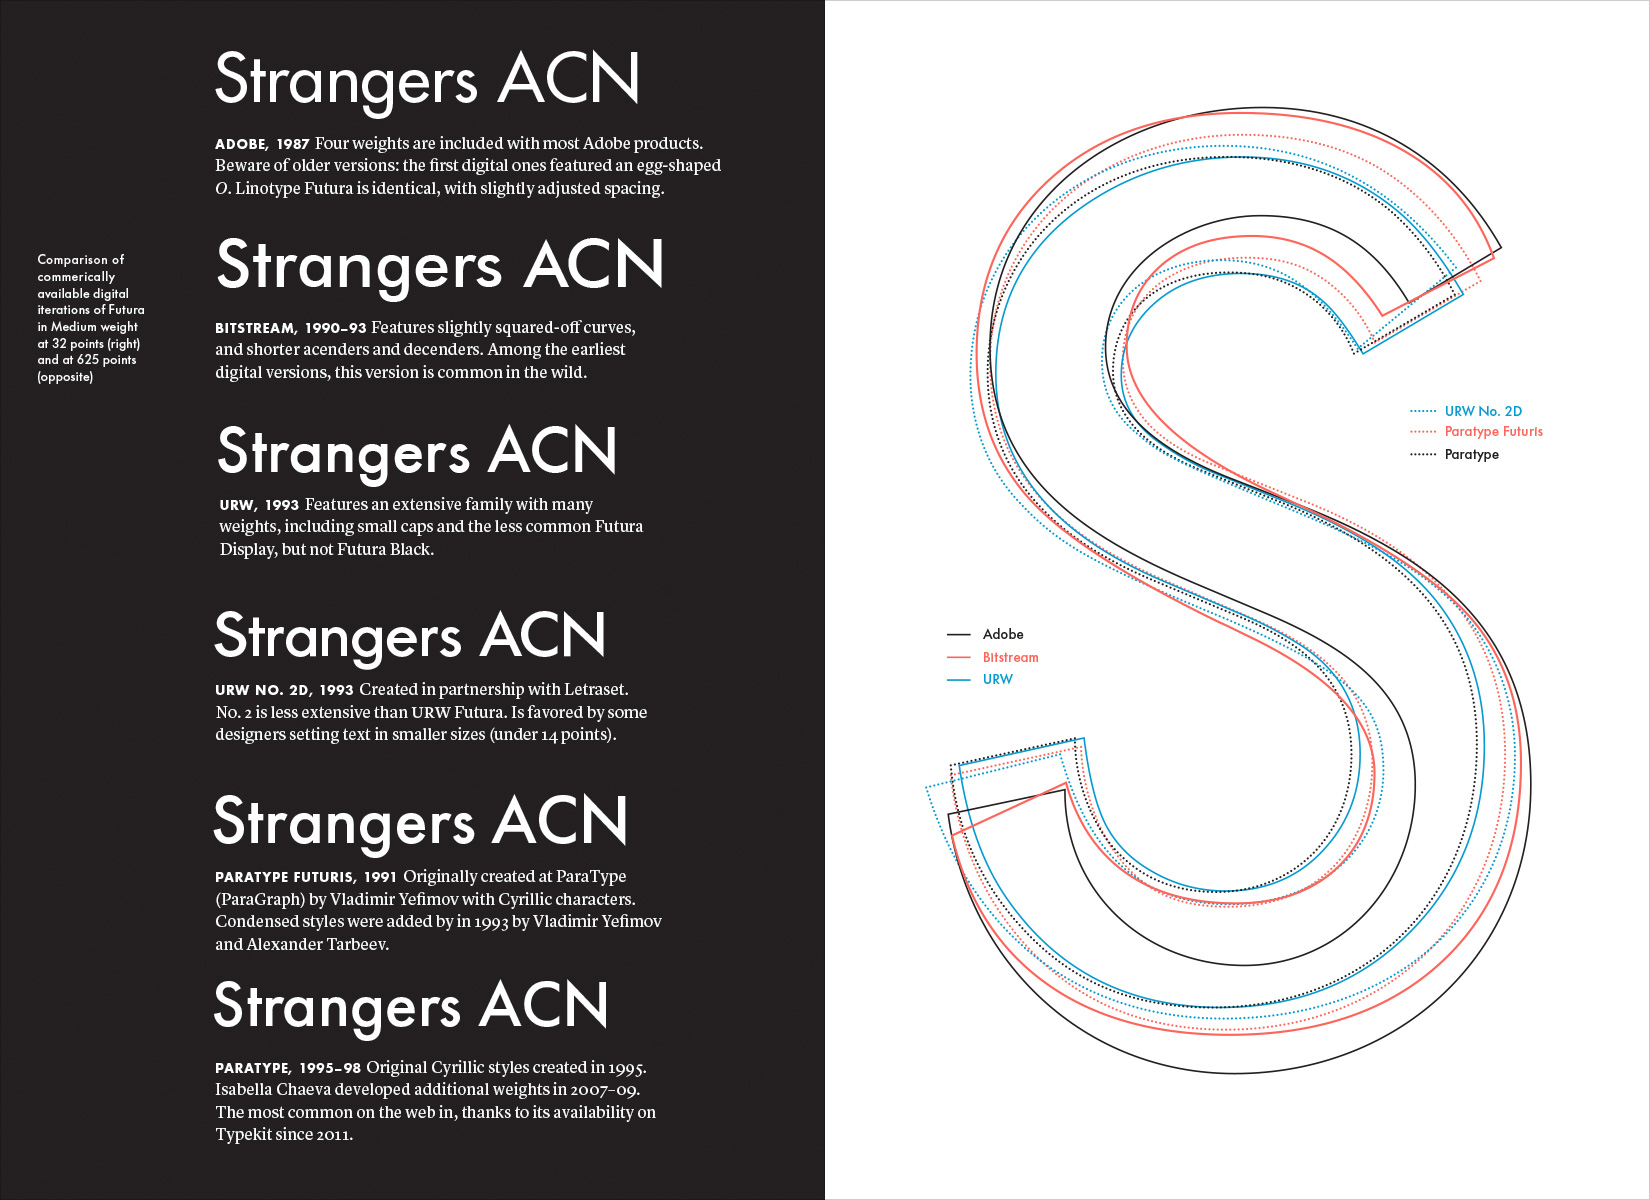 Comparison of
commerically
available digital
iterations of Futura
in Medium weight
at 32 points (right)
and at 625 points
(opposite)
Strangers ACN
ADOBE, 1987 Four weights are included with most Adobe products.
Beware of older versions: the first digital ones featured an egg-shaped
O. Linotype Futura is identical, with slightly adjusted spacing.
Strangers ACN
BITSTREAM, 1990–93 Features slightly squared-off curves,
and shorter acenders and decenders. Among the earliest
digital versions, this version is common in the wild.
Strangers ACN
URW, 1993 Features an extensive family with many
weights, including small caps and the less common Futura
Display, but not Futura Black.
Strangers ACN
URW NO. 2D, 1993 Created in partnership with Letraset.
No. 2 is less extensive than URW Futura. Is favored by some
designers setting text in smaller sizes (under 14 points).
Strangers ACN
PARATYPE FUTURIS, 1991 Originally created at ParaType
(ParaGraph) by Vladimir Yefimov with Cyrillic characters.
Condensed styles were added by in 1993 by Vladimir Yefimov
and Alexander Tarbeev.
Strangers ACN
PARATYPE, 1995–98 Original Cyrillic styles created in 1995.
Isabella Chaeva developed additional weights in 2007–09.
The most common on the web in, thanks to its availability on
Typekit since 2011.
S
URW No. 2D
Paratype Futuris
Paratype
Adobe
Bitstream
URW